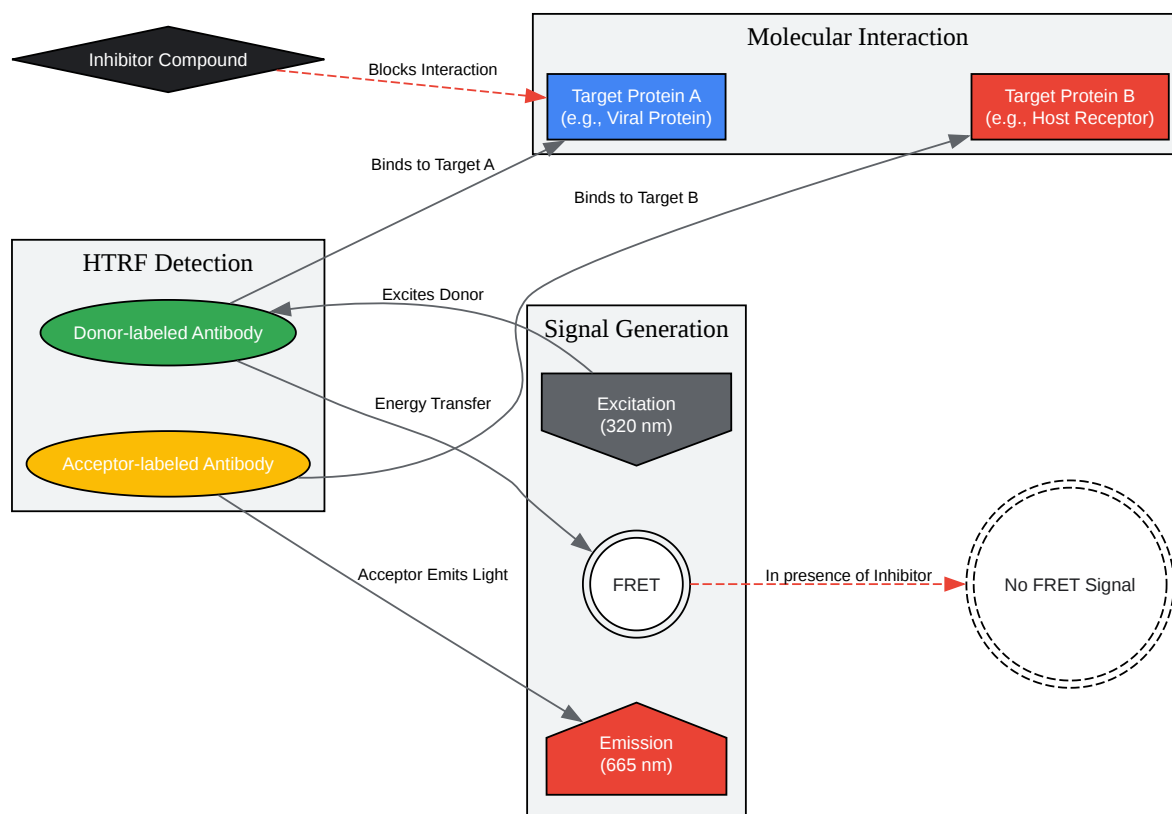 Inhibitor Compound
Blocks Interaction
Molecular Interaction
Target Protein A
(e.g., Viral Protein)
Target Protein B
(e.g., Host Receptor)
Binds to Target A
Binds to Target B
HTRF Detection
Donor-labeled Antibody
Acceptor-labeled Antibody
Excites Donor
Energy Transfer
Acceptor Emits Light
Signal Generation
Excitation
(320 nm)
FRET
In presence of Inhibitor
No FRET Signal
Emission
(665 nm)